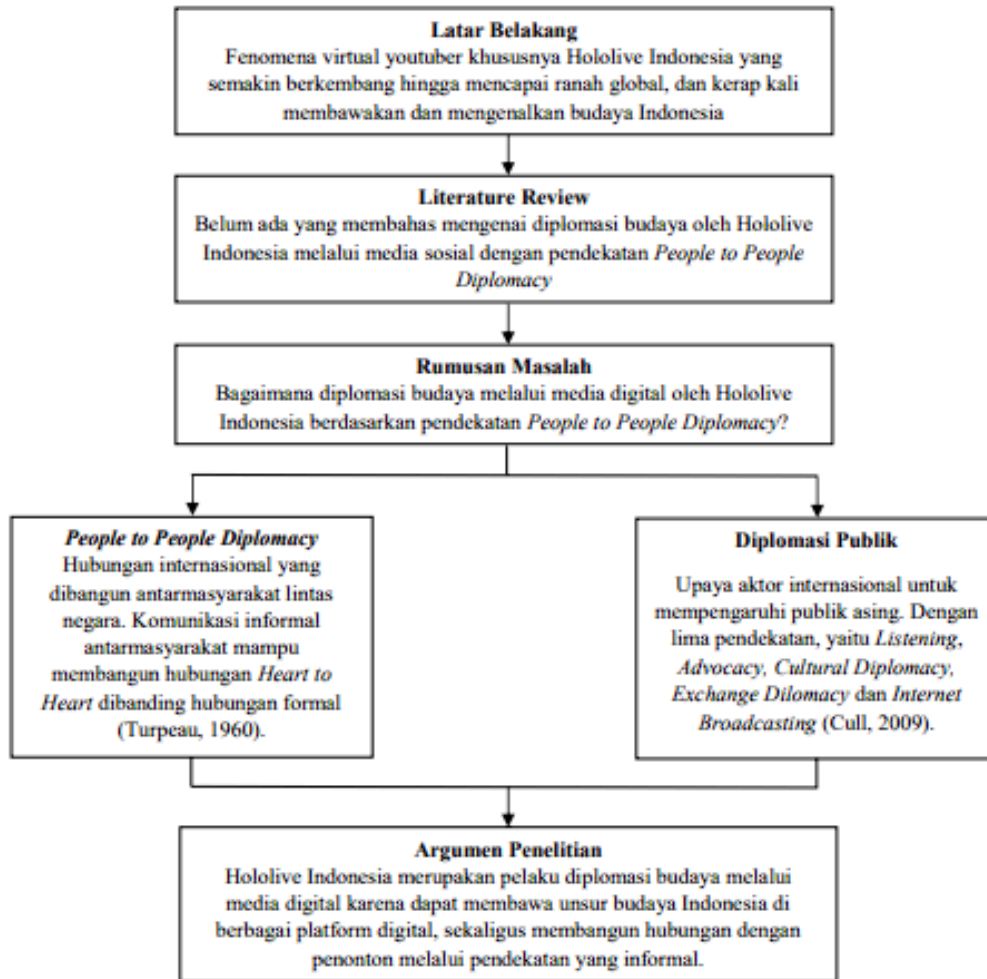 Latar Belakang
Fenomena virtual youtuber khususnya Hololive Indonesia yang
semakin berkembang hingga mencapai ranah global, dan kerap kali
membawakan dan mengenalkan budaya Indonesia
Literature Review
Belum ada yang membahas mengenai diplomasi budaya oleh Hololive
Indonesia melalui media sosial dengan pendekatan People to People
Diplomacy
Rumusan Masalah
Bagaimana diplomasi budaya melalui media digital oleh Hololive
Indonesia berdasarkan pendekatan People to People Diplomacy?
People to People Diplomacy
Hubungan internasional yang
dibangun antarmasyarakat lintas
negara. Komunikasi informal
antarmasyarakat mampu
membangun hubungan Heart to
Heart dibanding hubungan formal
(Turpeau, 1960).
Diplomasi Publik
Upaya aktor internasional untuk
mempengaruhi publik asing. Dengan
lima pendekatan, yaitu Listening,
Advocacy, Cultural Diplomacy,
Exchange Dilomacy dan Internet
Broadcasting (Cull, 2009).
Argumen Penelitian
Hololive Indonesia merupakan pelaku diplomasi budaya melalui
media digital karena dapat membawa unsur budaya Indonesia di
berbagai platform digital, sekaligus membangun hubungan dengan
penonton melalui pendekatan yang informal.